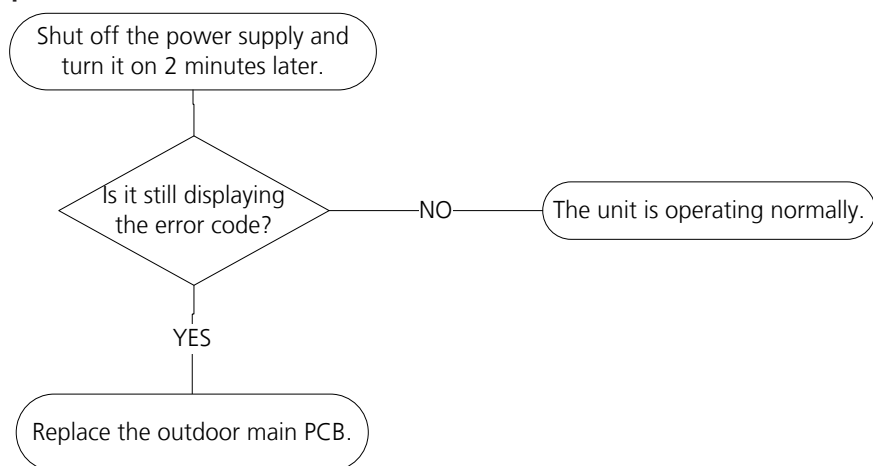 Shut off the power supply and
turn it on 2 minutes later.
Is it still displaying
the error code?
NO
The unit is operating normally.
YES
Replace the outdoor main PCB.